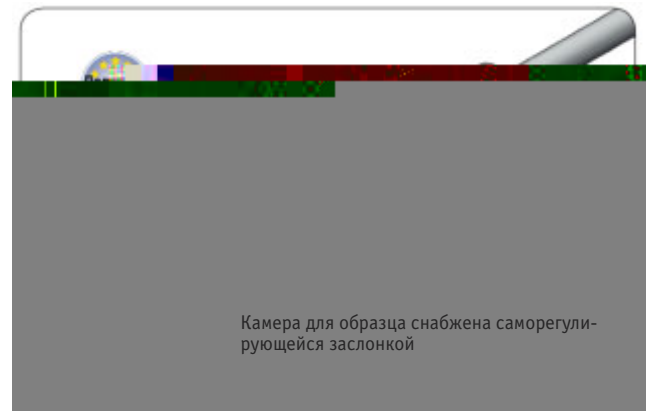 Камера для образца снабжена саморегули-
рующейся заслонкой